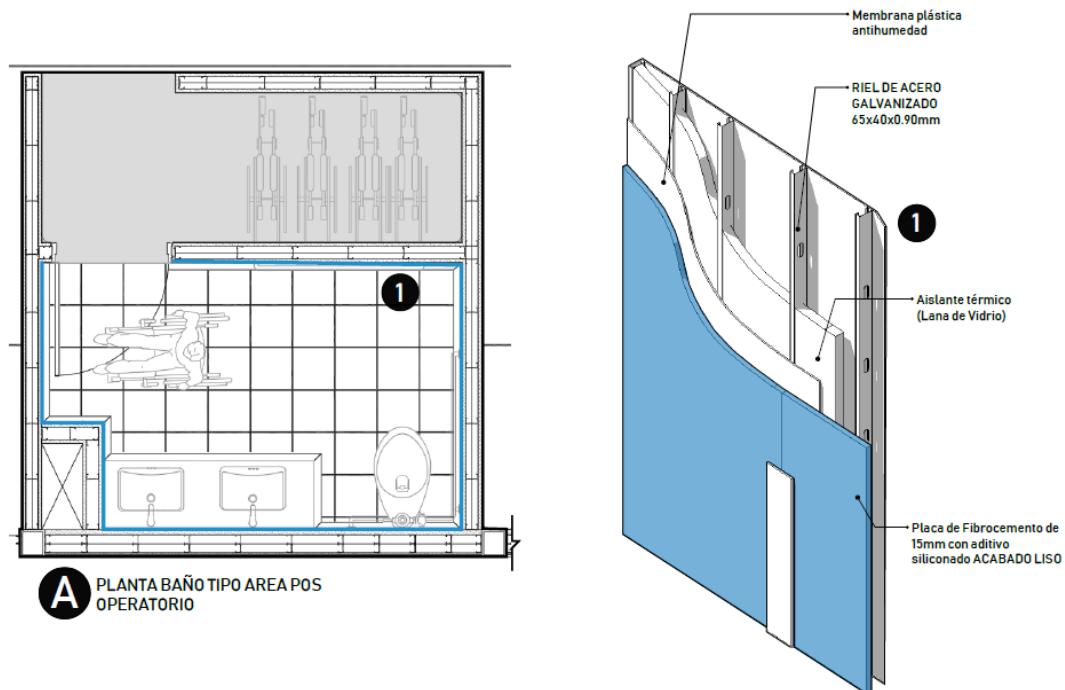 1
A
PLANTA BAÑO TIPO AREA POS
OPERATORIO
Membrana plástica
antihumedad
RIEL DE ACERO
GALVANIZADO
65x40x0.90mm
1
Aislante térmico
(Lana de Vidrio)
Placa de Fibrocemento de
15mm con aditivo
siliconado ACABADO LISO